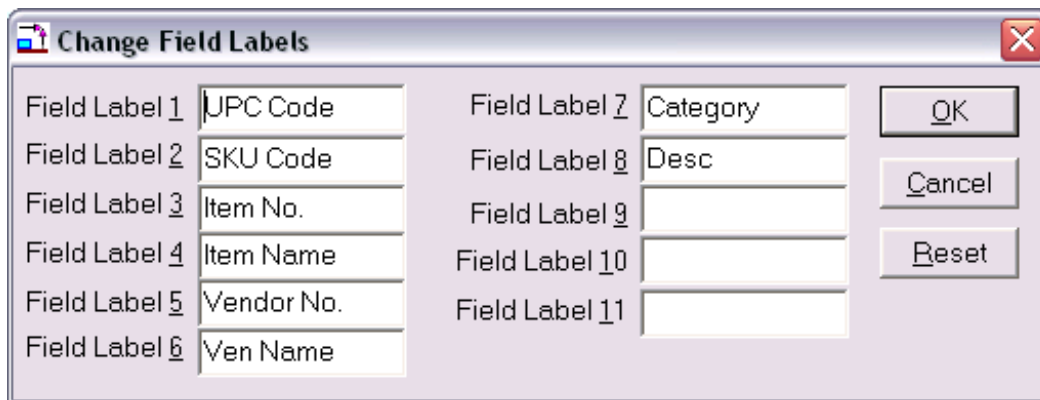 Change Field Labels
Field Label 1 UPC Code
Field Label 2 SKU Code
Field Label 3 Item No.
Field Label 4 Item Name
Field Label 5 Vendor No.
Field Label 6 Ven Name
Field Label 7 Category
Field Label 8 Desc
Field Label 9
Field Label 10
Field Label 11
OK
Cancel
Reset